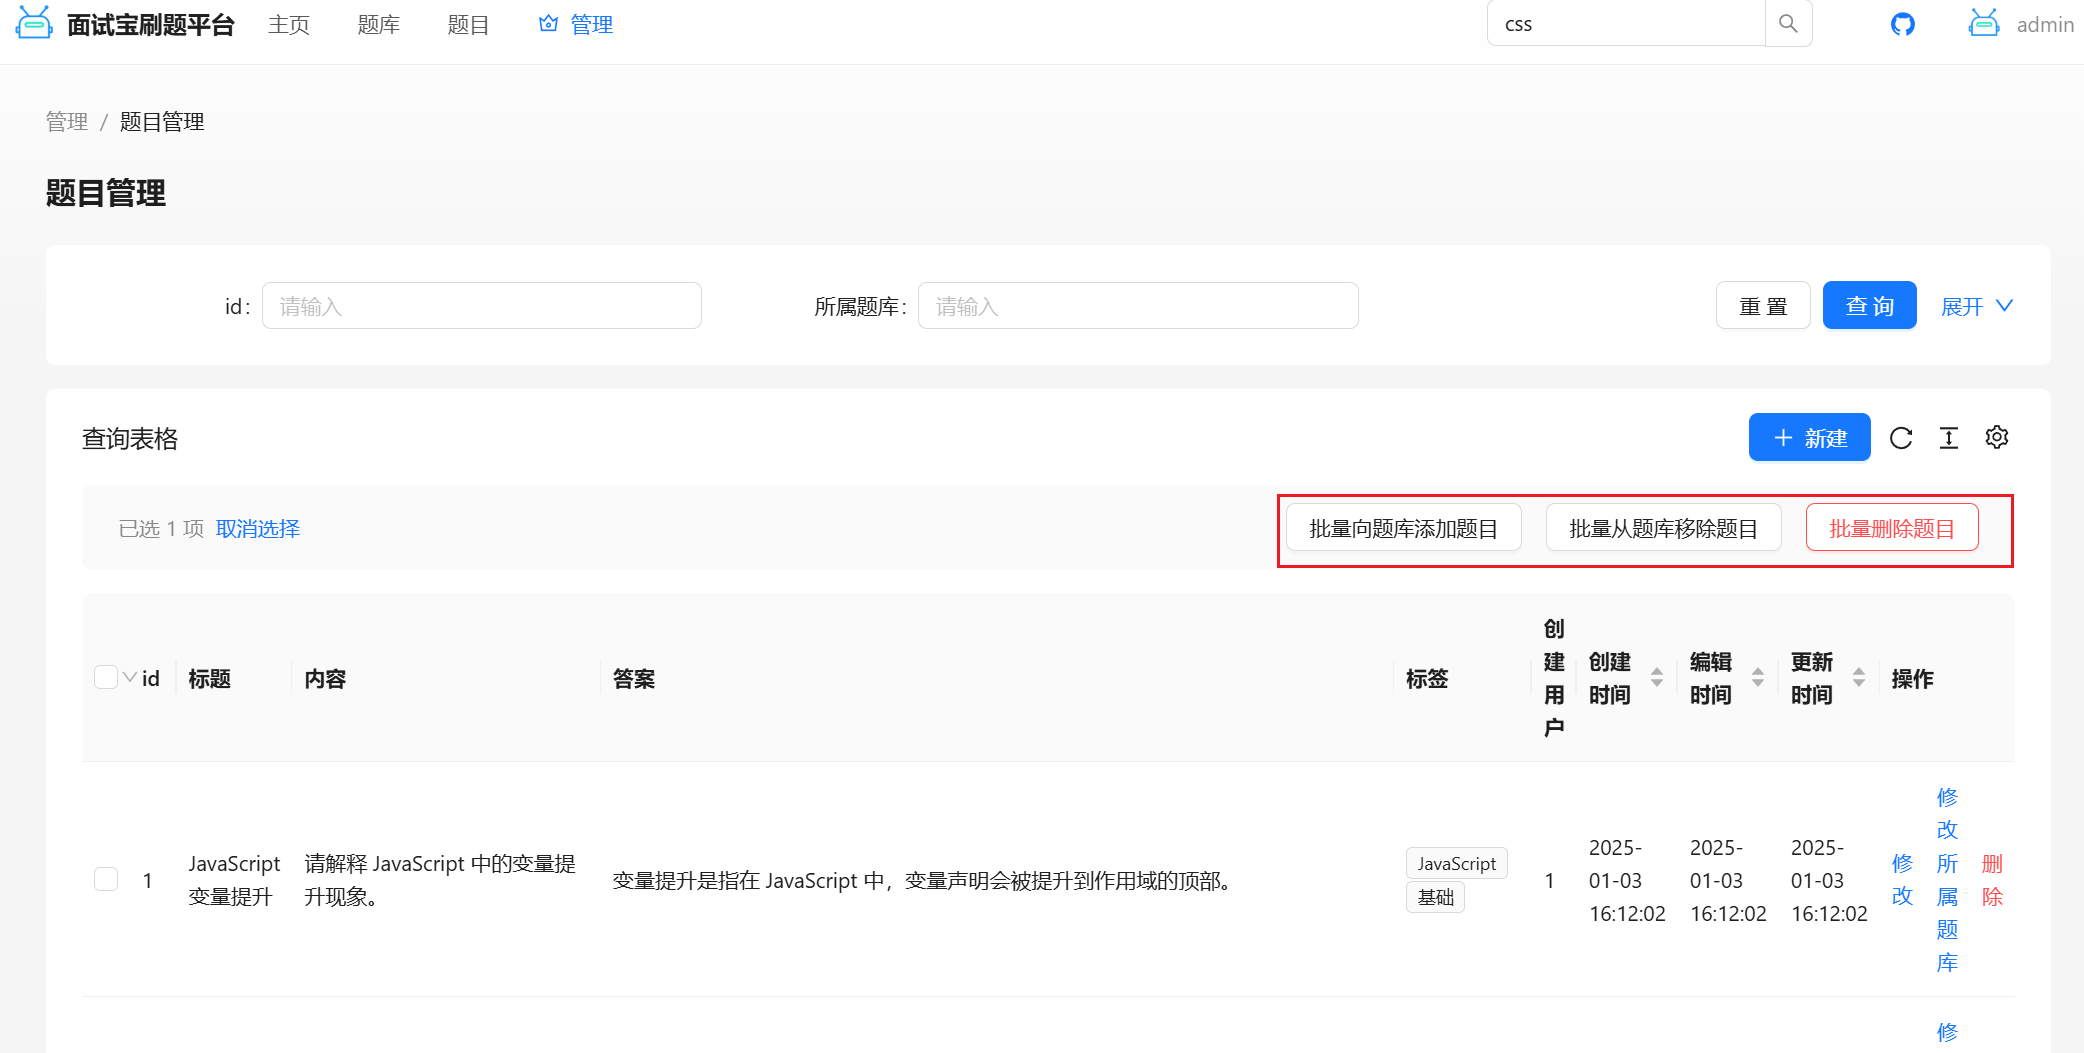 面试宝刷题平台 主页 题库 题目 管理 css admin
管理 / 题目管理
题目管理
id: 请输入 所属题库: 请输入 重 置 查 询 展开
查询表格 新建
已选 1 项 取消选择 批量向题库添加题目 批量从题库移除题目 批量删除题目
id 标题 内容 答案 标签 创建用户 创建时间 编辑时间 更新时间 操作
1 JavaScript 变量提升 请解释 JavaScript 中的变量提升现象。 变量提升是指在 JavaScript 中，变量声明会被提升到作用域的顶部。 JavaScript 基础 1 2025-01-03 16:12:02 2025-01-03 16:12:02 2025-01-03 16:12:02 修改 修改所属题库 删除
修